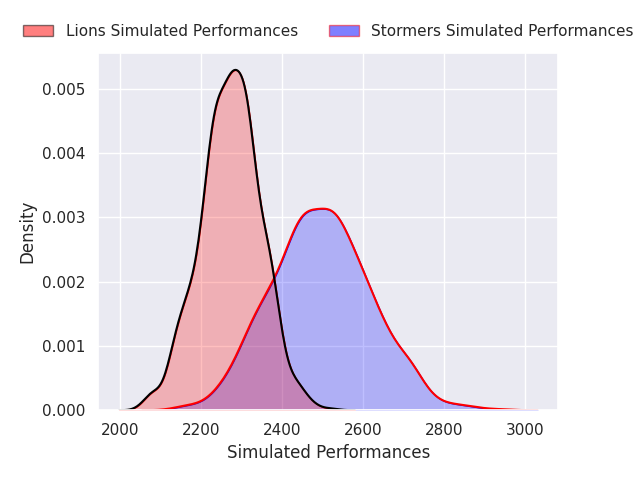 Lions Simulated Performances
Stormers Simulated Performances
0.005
0.004
0.003
0.002
0.001
0.000
Density
2000 2200 2400 2600 2800 3000
Simulated Performances